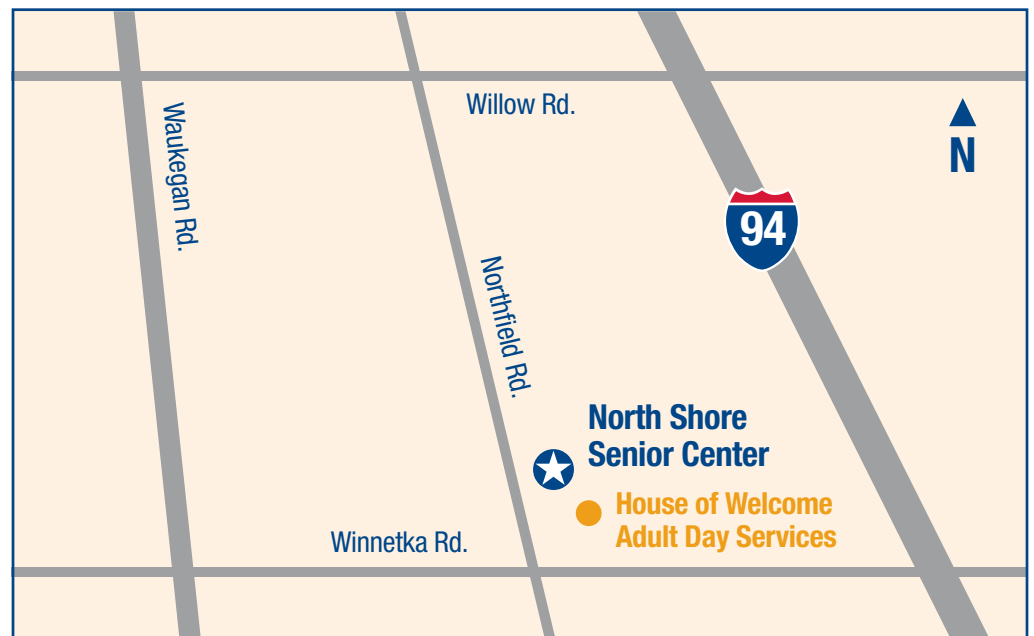 Willow Rd.
Waukegan Rd.
N
94
Northfield Rd.
North Shore
Senior Center
House of Welcome
Adult Day Services
Winnetka Rd.